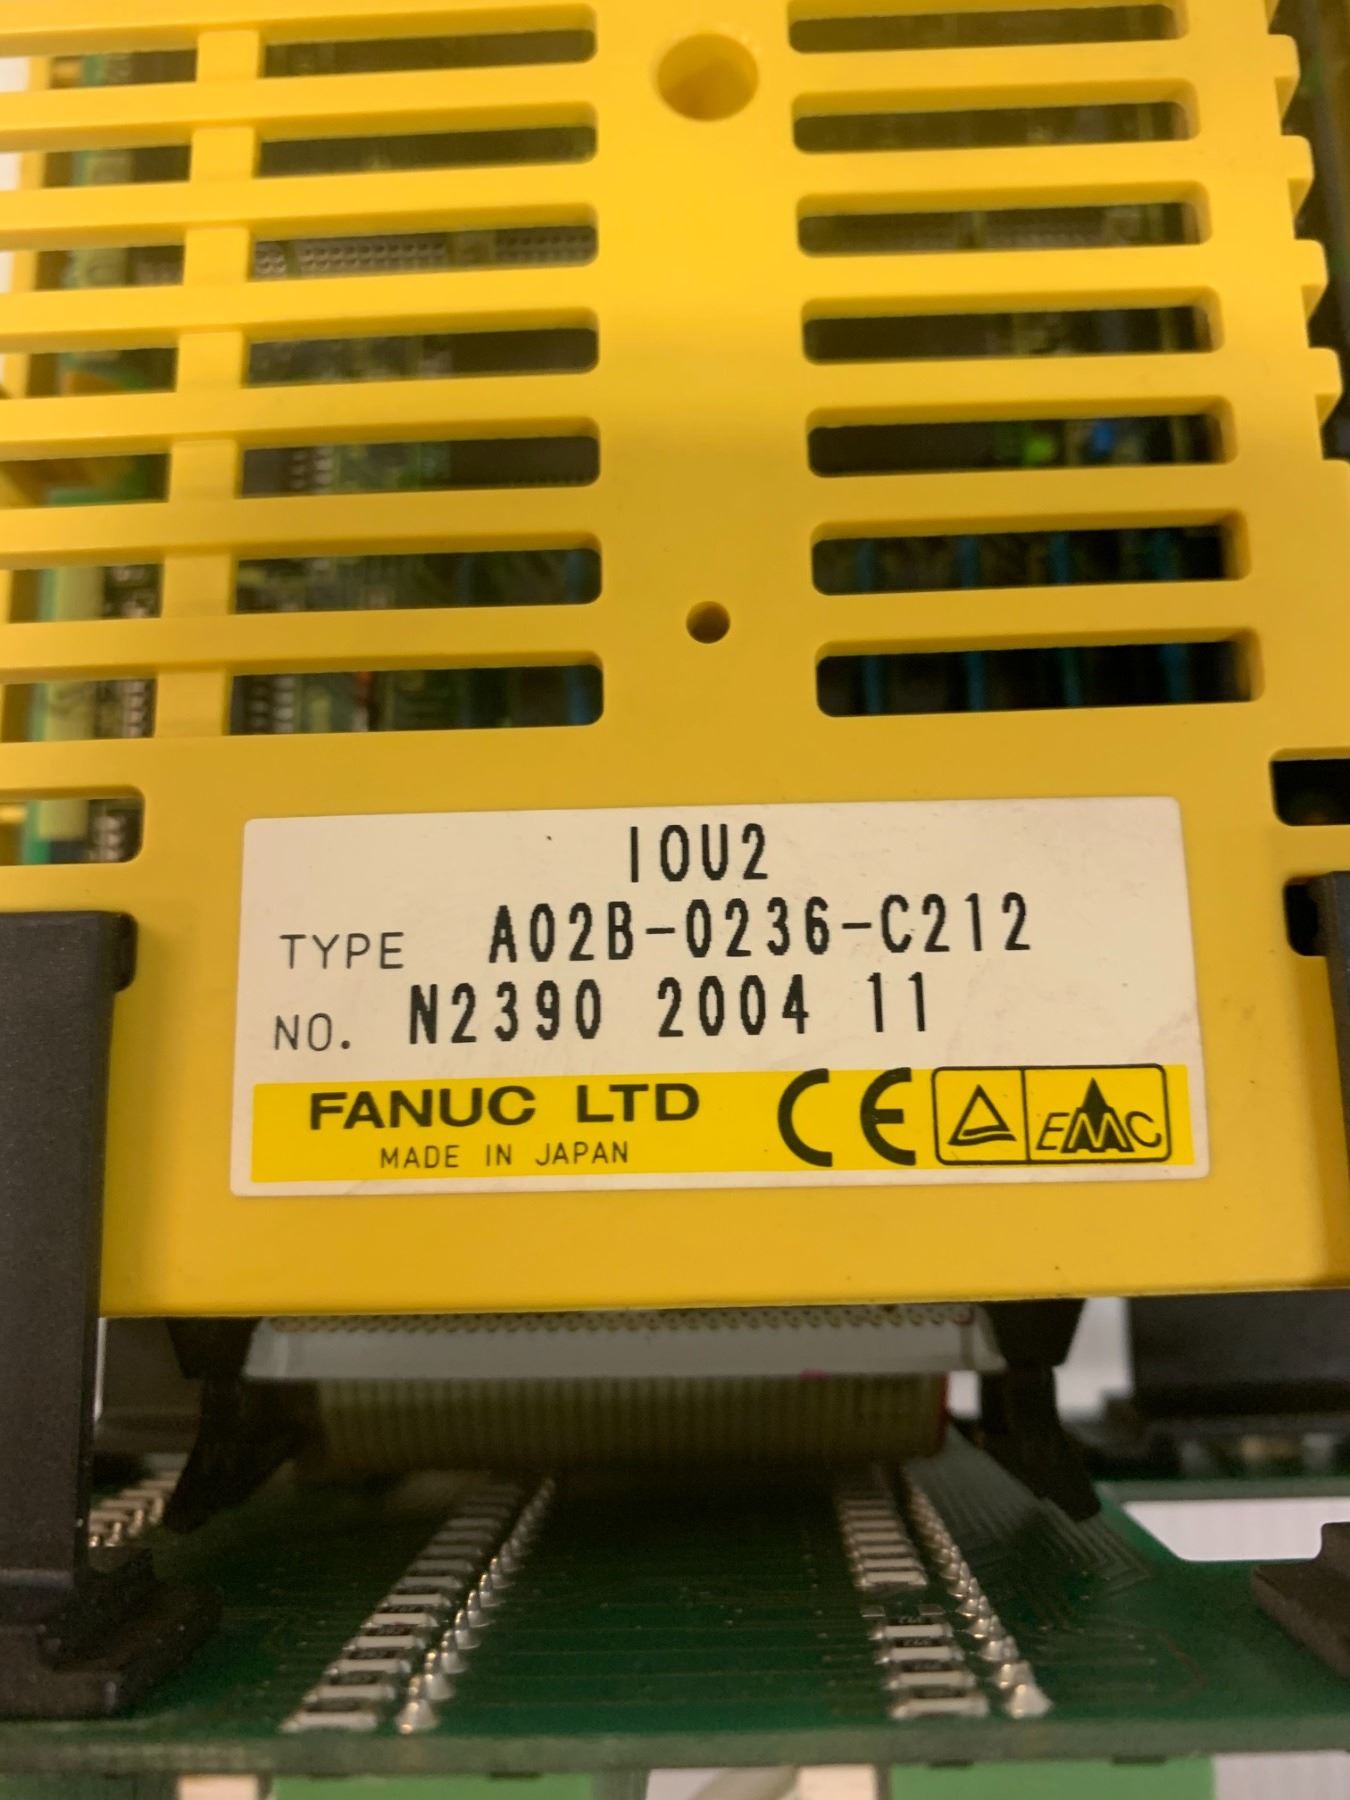 IOU2
TYPE A02B-0236-C212
NO. N2390 2004 11
FANUC LTD CE EMC
MADE IN JAPAN